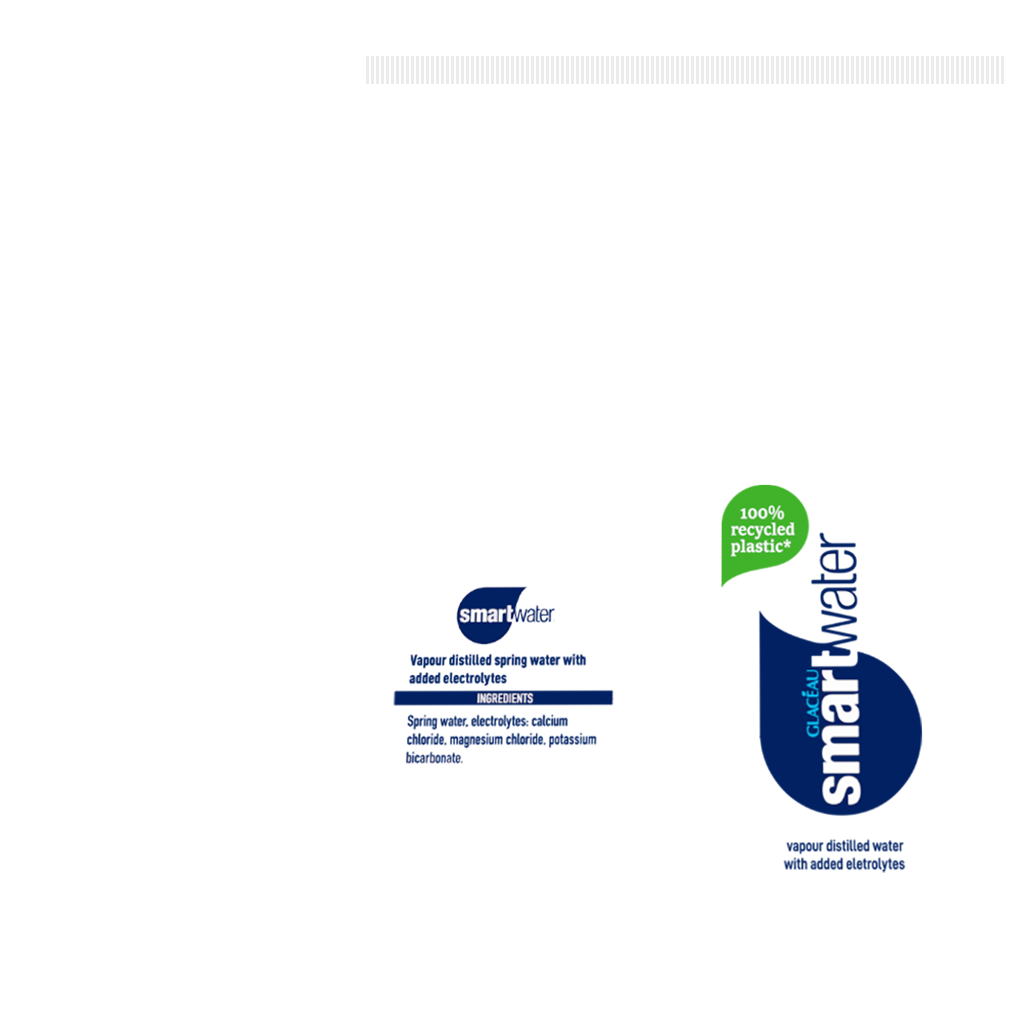 100%
recycled
plastic*
GLACÉAU
smartwater
vapour distilled water
with added eletrolytes
smartwater
Vapour distilled spring water with
added electrolytes
INGREDIENTS
Spring water, electrolytes: calcium
chloride, magnesium chloride, potassium
bicarbonate.